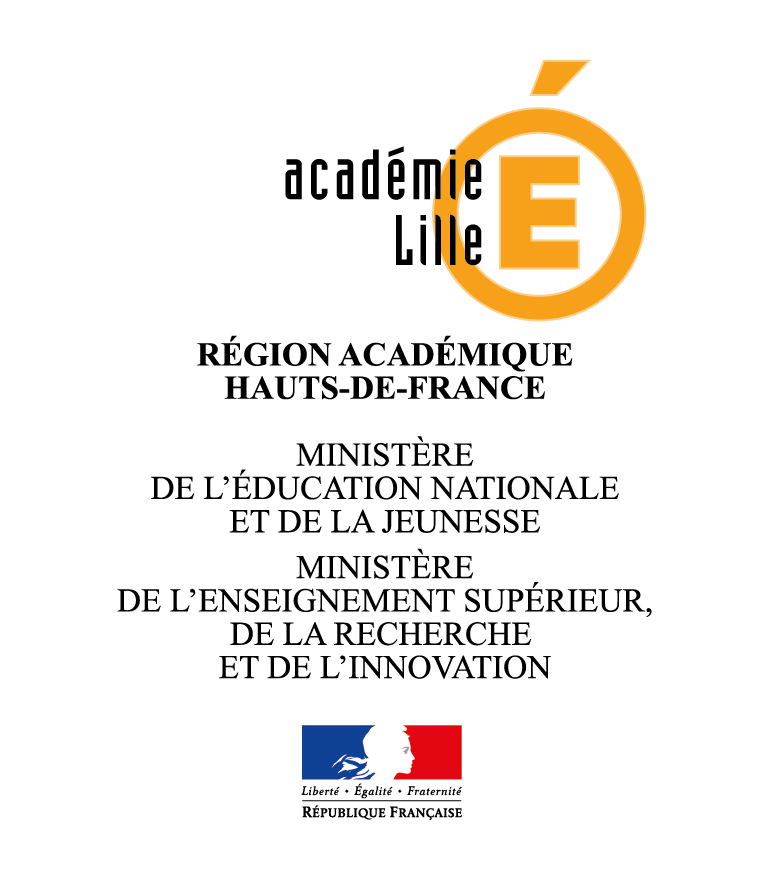 académie
Lille
É
RÉGION ACADÉMIQUE
HAUTS-DE-FRANCE
MINISTÈRE
DE L’ÉDUCATION NATIONALE
ET DE LA JEUNESSE
MINISTÈRE
DE L’ENSEIGNEMENT SUPÉRIEUR,
DE LA RECHERCHE
ET DE L’INNOVATION
Liberté • Égalité • Fraternité
RÉPUBLIQUE FRANÇAISE